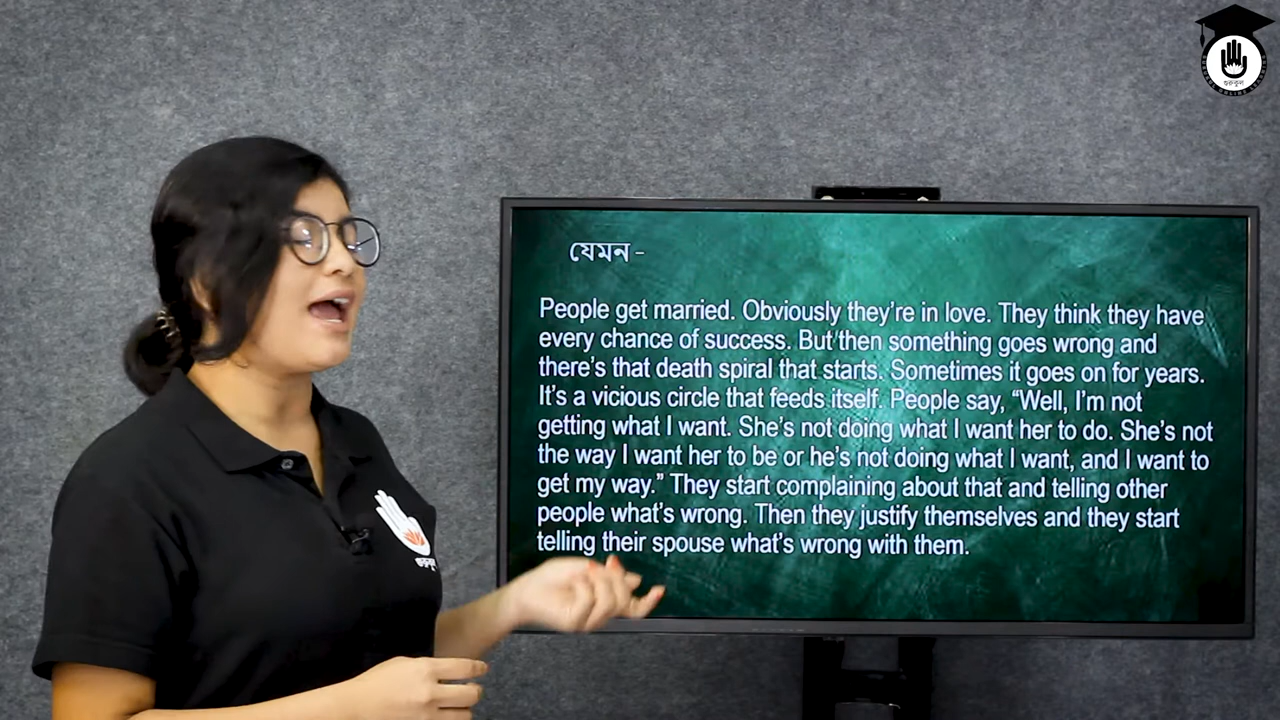 যেমন -
People get married. Obviously they're in love. They think they have
every chance of success. But then something goes wrong and
there's that death spiral that starts. Sometimes it goes on for years.
It's a vicious circle that feeds itself. People say, “Well, I'm not
getting what I want. She's not doing what I want her to do. She's not
the way I want her to be or he's not doing what I want, and I want to
get my way.” They start complaining about that and telling other
people what's wrong. Then they justify themselves and they start
telling their spouse what's wrong with them.
গুরুকুল
গুরুকুল